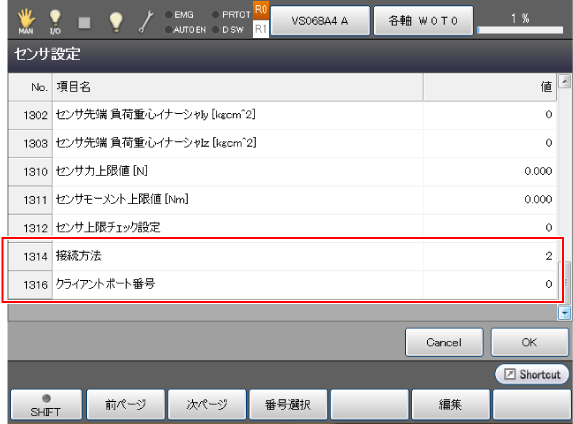 MAN
I/O
EMG
PRTCT
AUTOEN
D SW
R0
R1
VS068A4 A
各軸 W 0 T 0
1 %
センサ設定
No. 項目名 値
1302 センサ先端 負荷重心イナーシャIy [kgcm^2] 0
1303 センサ先端 負荷重心イナーシャIz [kgcm^2] 0
1310 センサ力上限値 [N] 0.000
1311 センサモーメント上限値 [Nm] 0.000
1312 センサ上限チェック設定 0
1314 接続方法 2
1316 クライアントポート番号 0
Cancel OK
Shortcut
SHIFT 前ページ 次ページ 番号選択 編集